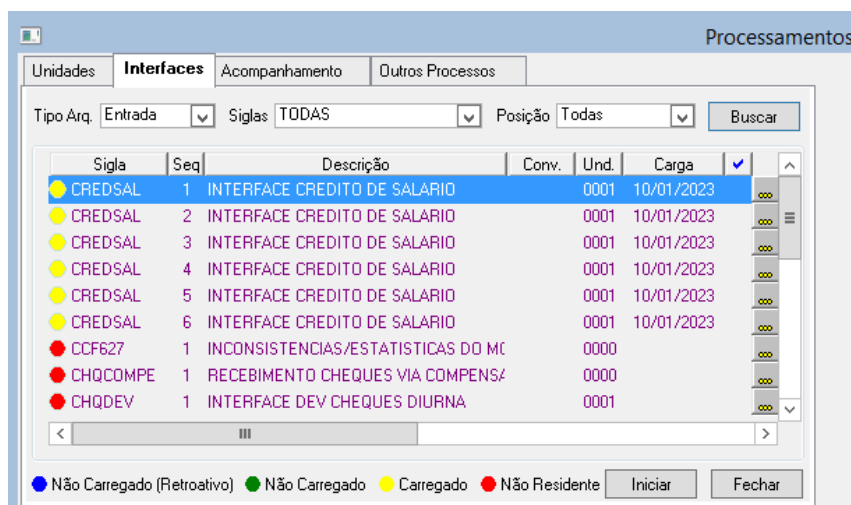 Processamentos
Unidades Interfaces Acompanhamento Outros Processos
Tipo Arq. Entrada Siglas TODAS Posição Todas Buscar
Sigla Seq Descrição Conv. Und. Carga
CREDSAL 1 INTERFACE CREDITO DE SALARIO 0001 10/01/2023
CREDSAL 2 INTERFACE CREDITO DE SALARIO 0001 10/01/2023
CREDSAL 3 INTERFACE CREDITO DE SALARIO 0001 10/01/2023
CREDSAL 4 INTERFACE CREDITO DE SALARIO 0001 10/01/2023
CREDSAL 5 INTERFACE CREDITO DE SALARIO 0001 10/01/2023
CREDSAL 6 INTERFACE CREDITO DE SALARIO 0001 10/01/2023
CCF627 1 INCONSISTENCIAS/ESTATISTICAS DO MO 0000
CHQCOMPE 1 RECEBIMENTO CHEQUES VIA COMPENSA 0000
CHQDEV 1 INTERFACE DEV CHEQUES DIURNA 0001
Não Carregado (Retroativo) Não Carregado Carregado Não Residente Iniciar Fechar